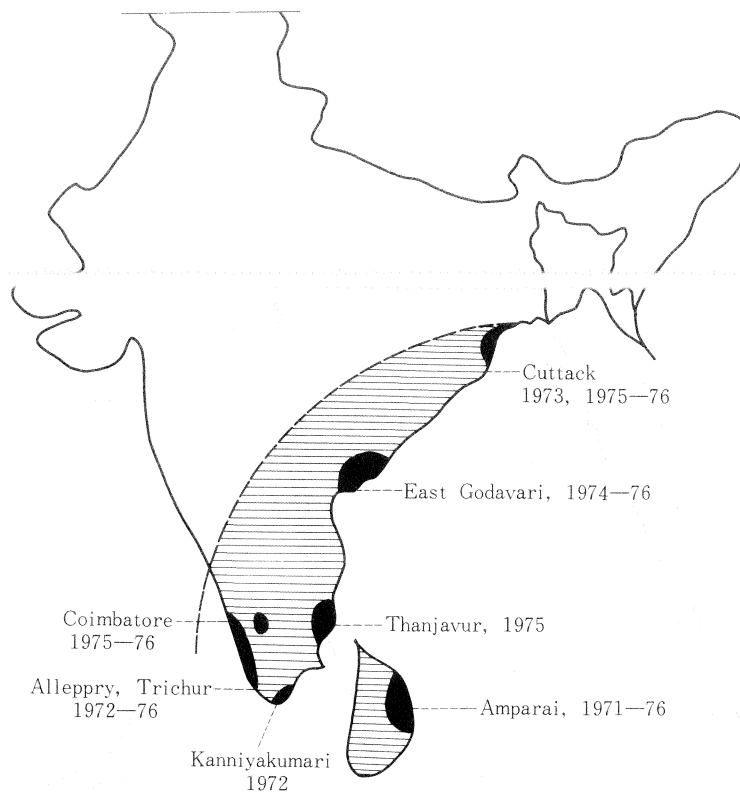 Cuttack
1973, 1975—76
East Godavari, 1974—76
Coimbatore
1975—76
Thanjavur, 1975
Alleppry, Trichur
1972—76
Amparai, 1971—76
Kanniyakumari
1972